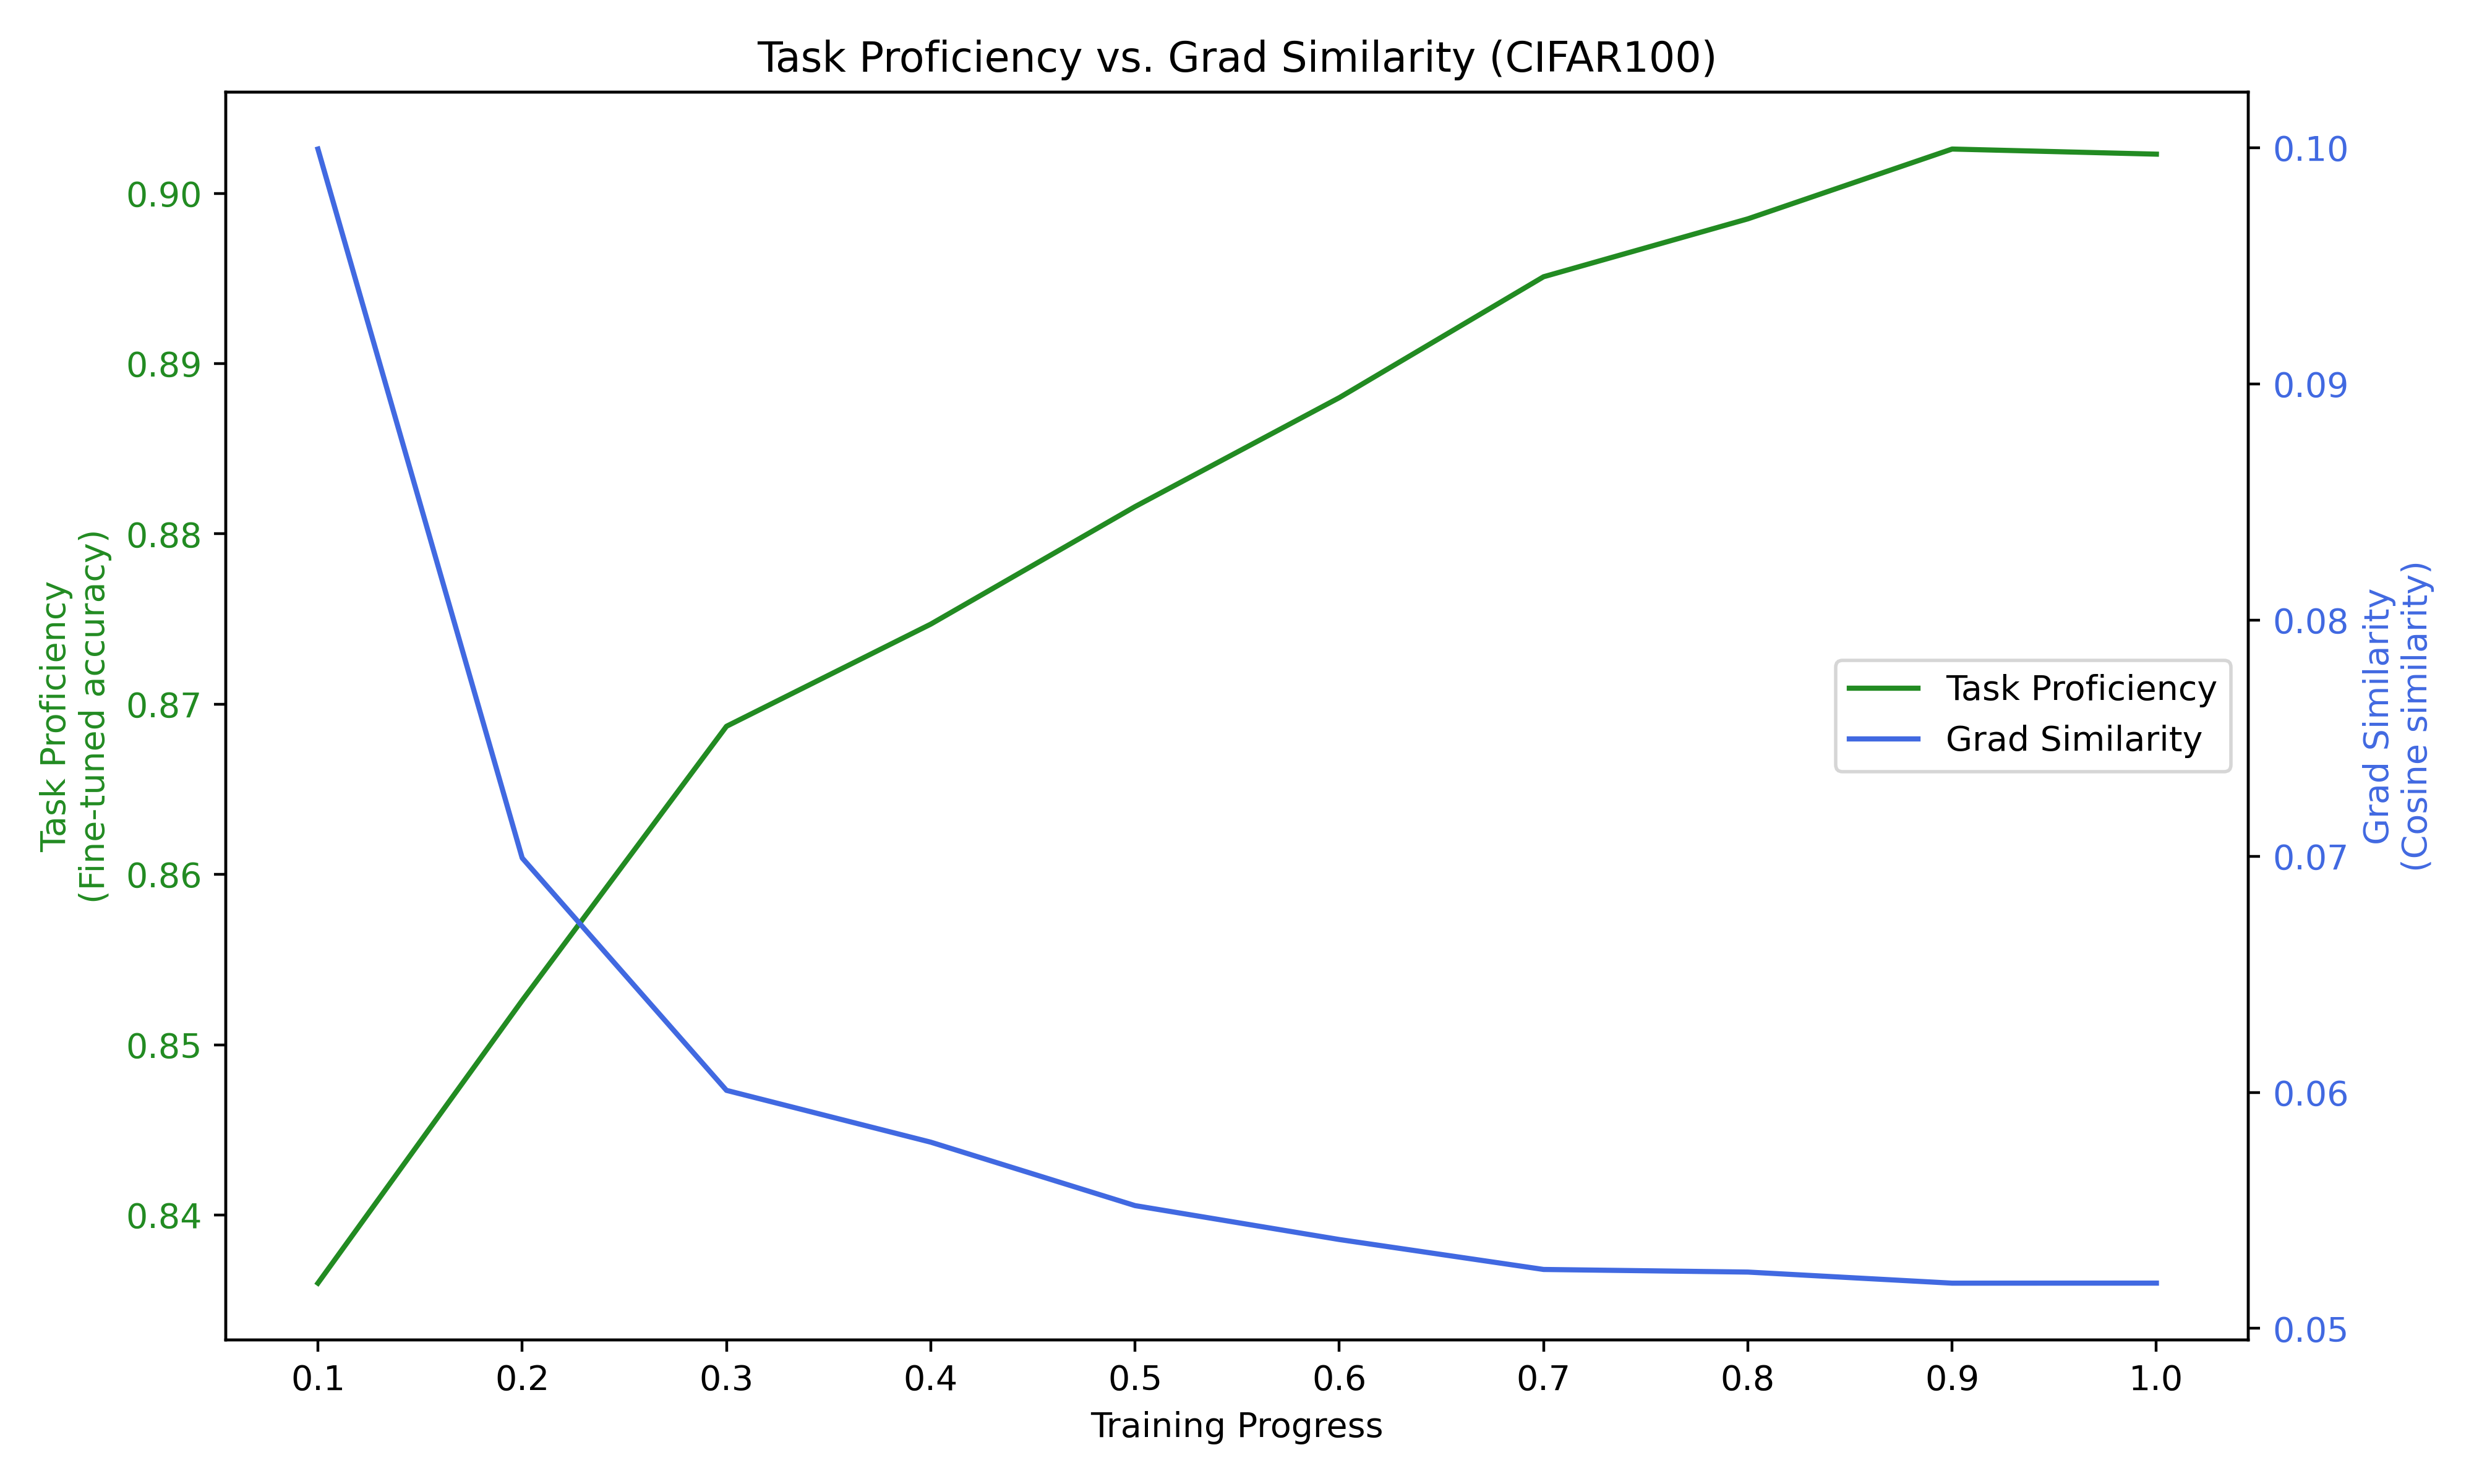 Task Proficiency vs. Grad Similarity (CIFAR100)
Task Proficiency
(Fine-tuned accuracy)
0.90
0.89
0.88
0.87
0.86
0.85
0.84
Task Proficiency
Grad Similarity
0.10
0.09
0.08
0.07
0.06
0.05
Grad Similarity
(Cosine similarity)
0.1 0.2 0.3 0.4 0.5 0.6 0.7 0.8 0.9 1.0
Training Progress